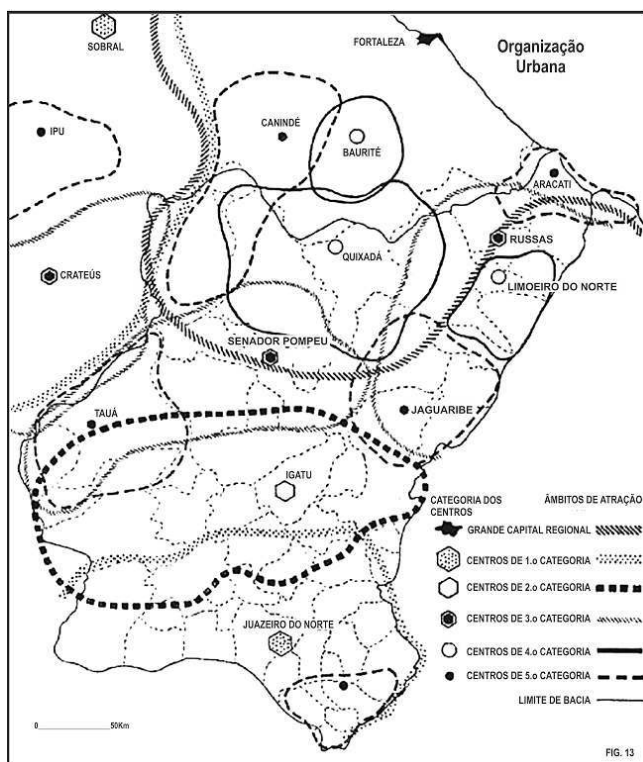 SOBRAL
FORTALEZA
Organização
Urbana
IPU
CANINDÉ
BAURITÉ
ARACATI
RUSSAS
QUIXADÁ
CRATEÚS
LIMOEIRO DO NORTE
SENADOR POMPEU
TAUÁ
JAGUARIBE
IGATU
CATEGORIA DOS
CENTROS
ÂMBITOS DE ATRAÇÃO
GRANDE CAPITAL REGIONAL
CENTROS DE 1.o CATEGORIA
CENTROS DE 2.o CATEGORIA
CENTROS DE 3.o CATEGORIA
CENTROS DE 4.o CATEGORIA
CENTROS DE 5.o CATEGORIA
LIMITE DE BACIA
JUAZEIRO DO NORTE
0 50Km
FIG. 13